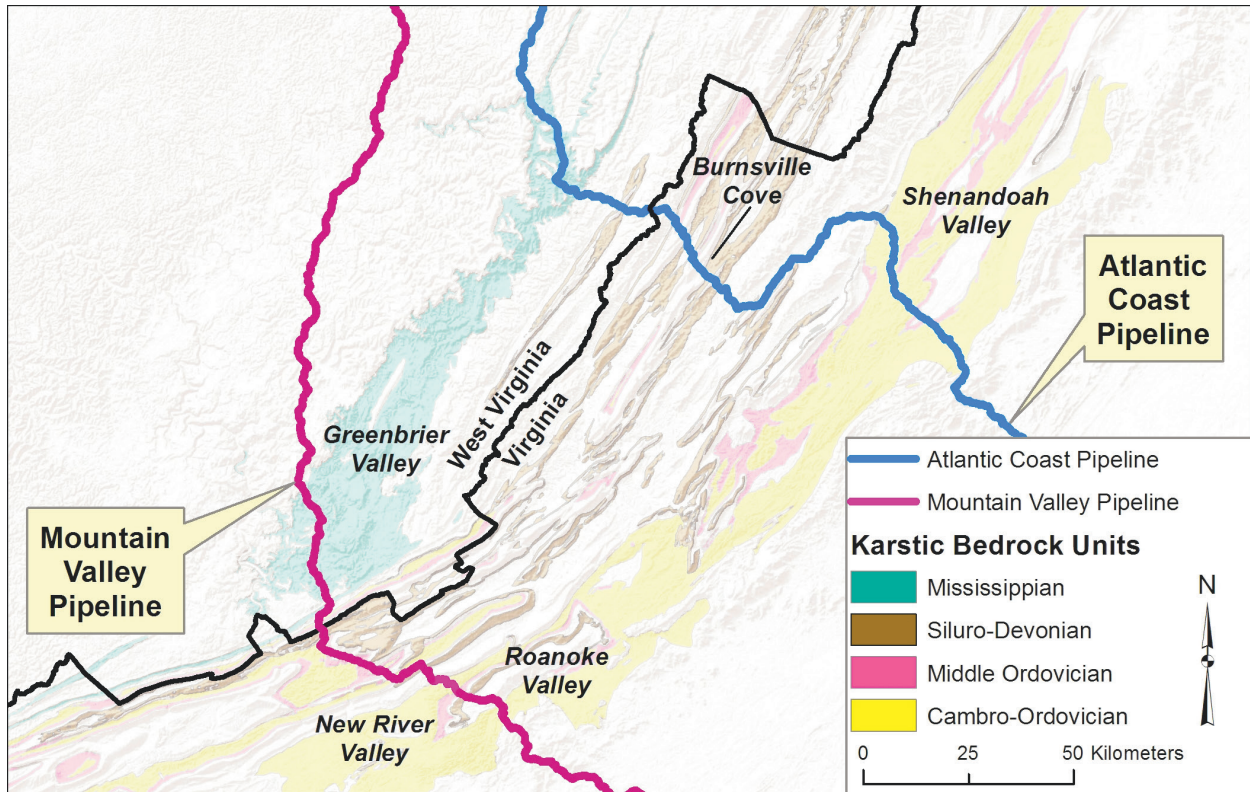 Burnsville
Cove
Shenandoah
Valley
Atlantic
Coast
Pipeline
West Virginia
Virginia
Greenbrier
Valley
Mountain
Valley
Pipeline
Roanoke
Valley
New River
Valley
Atlantic Coast Pipeline
Mountain Valley Pipeline
Karstic Bedrock Units
Mississippian
Siluro-Devonian
Middle Ordovician
Cambro-Ordovician
N
0 25 50 Kilometers